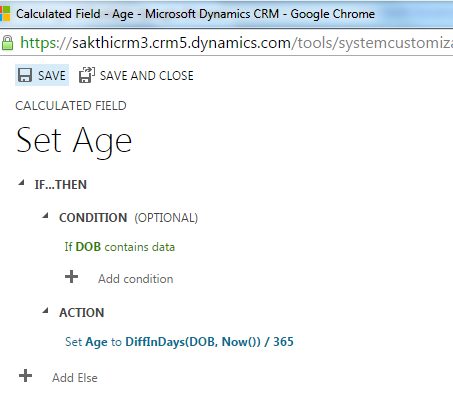 Calculated Field - Age - Microsoft Dynamics CRM - Google Chrome
https://sakthicrm3.crm5.dynamics.com/tools/systemcustomiza
SAVE SAVE AND CLOSE
CALCULATED FIELD
Set Age
IF...THEN
CONDITION (OPTIONAL)
If DOB contains data
Add condition
ACTION
Set Age to DiffInDays(DOB, Now()) / 365
Add Else